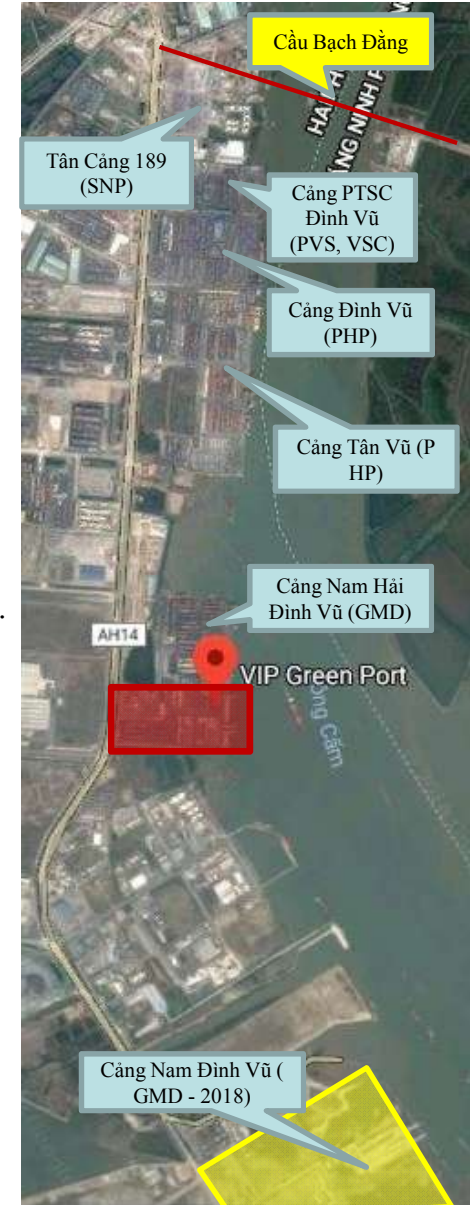 Cầu Bạch Đằng
Tân Cảng 189
(SNP)
Cảng PTSC
Đình Vũ
(PVS, VSC)
Cảng Đình Vũ
(PHP)
Cảng Tân Vũ (P
HP)
Cảng Nam Hải
Đình Vũ (GMD)
.
AH14
VIP Green Port
Cảng Nam Đình Vũ (
GMD - 2018)